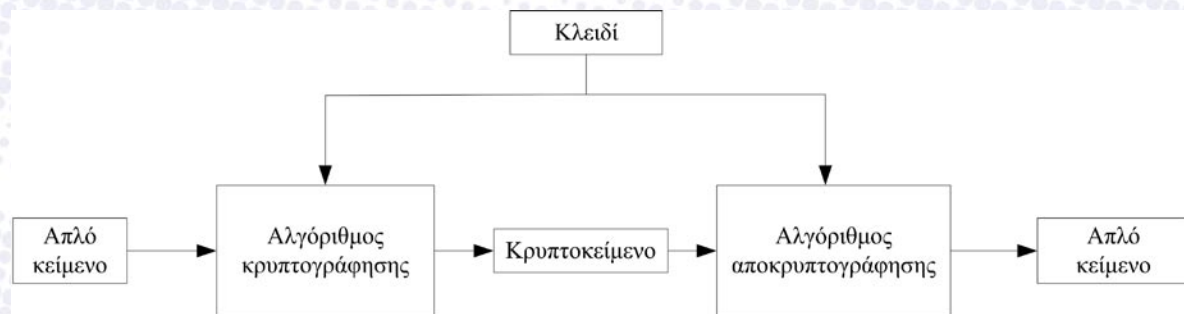 Κλειδί
Απλό
κείμενο
Αλγόριθμος
κρυπτογράφησης
Κρυπτοκείμενο
Αλγόριθμος
αποκρυπτογράφησης
Απλό
κείμενο